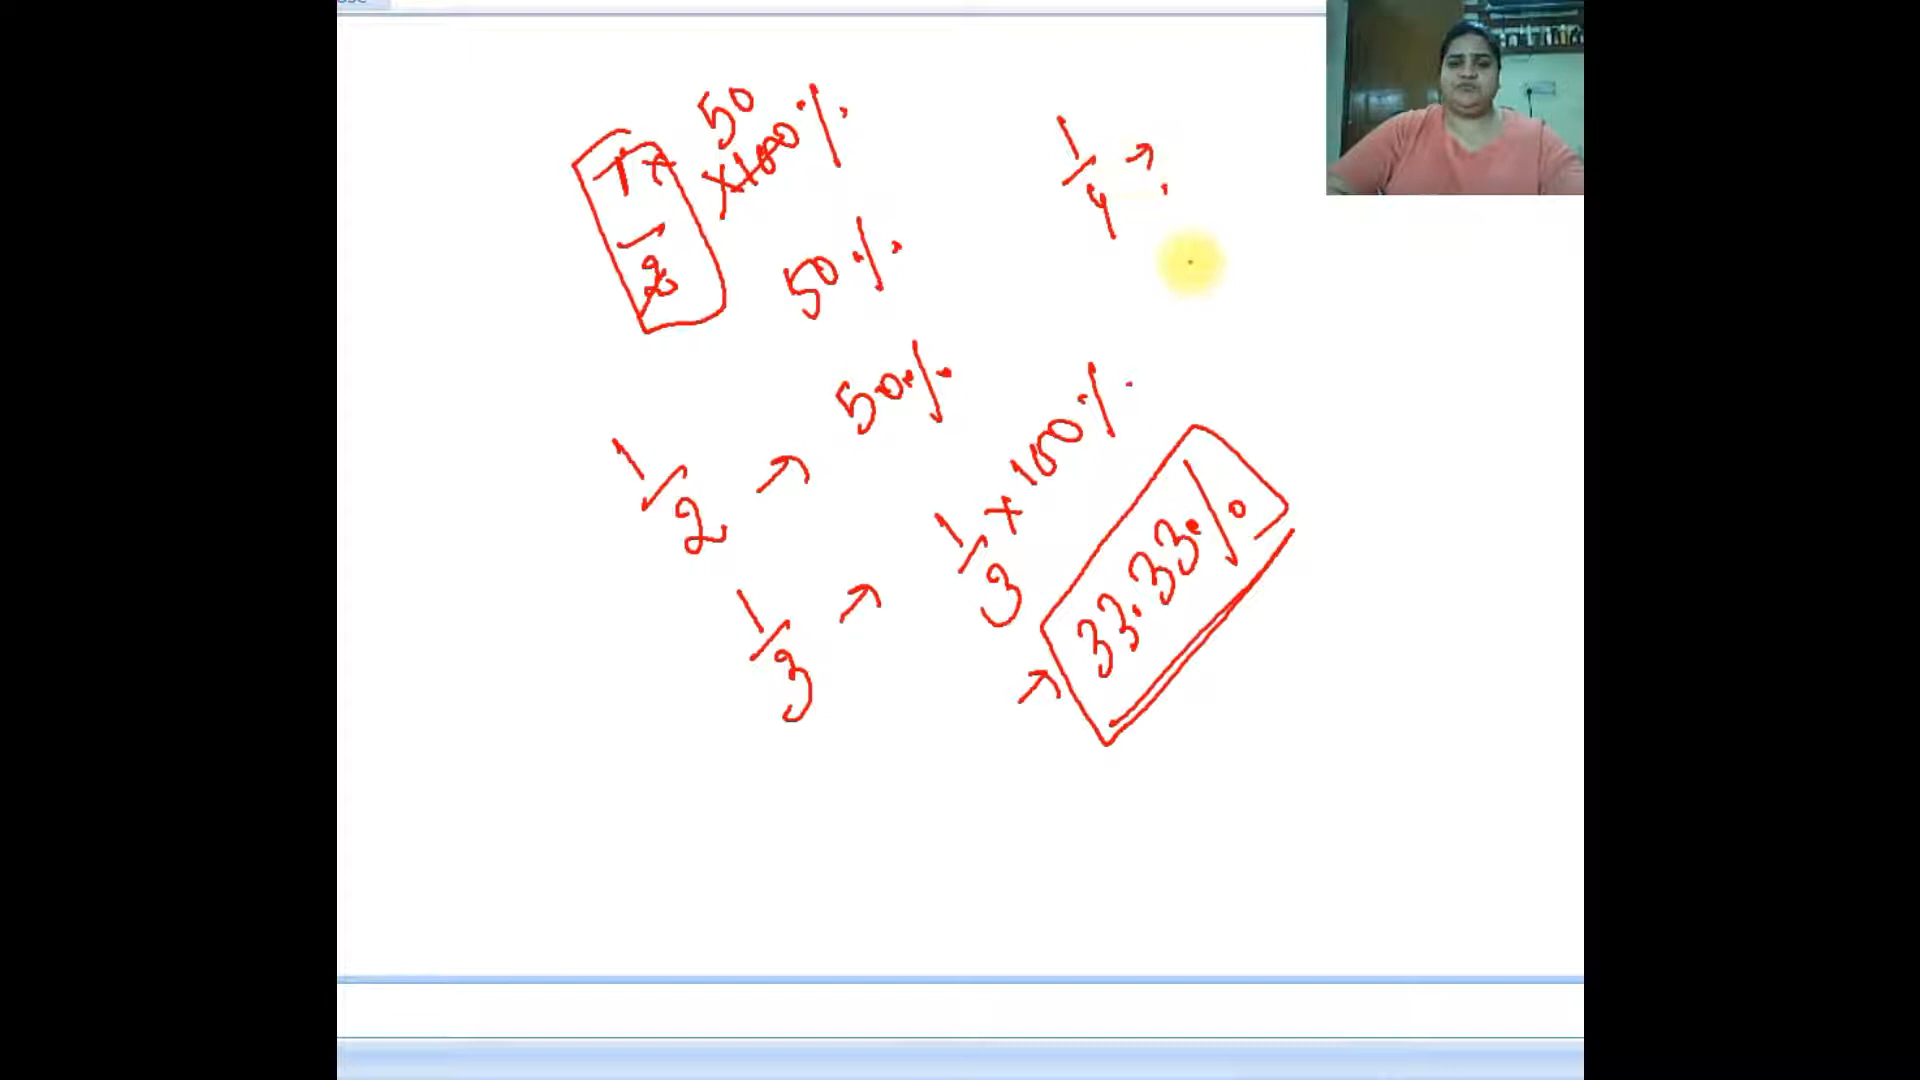 50
1/2 ×100%
50%
1/4 →
1/2 → 50%
1/3 → 1/3 × 100%
→ 33.33%